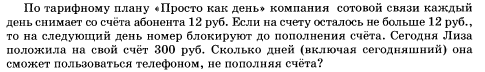 По тарифному плану «Просто как день» компания сотовой связи каждый
день снимает со счёта абонента 12 руб. Если на счету осталось не больше 12 руб.,
то на следующий день номер блокируют до пополнения счёта. Сегодня Лиза
положила на свой счёт 300 руб. Сколько дней (включая сегодняшний) она
сможет пользоваться телефоном, не пополняя счёта?